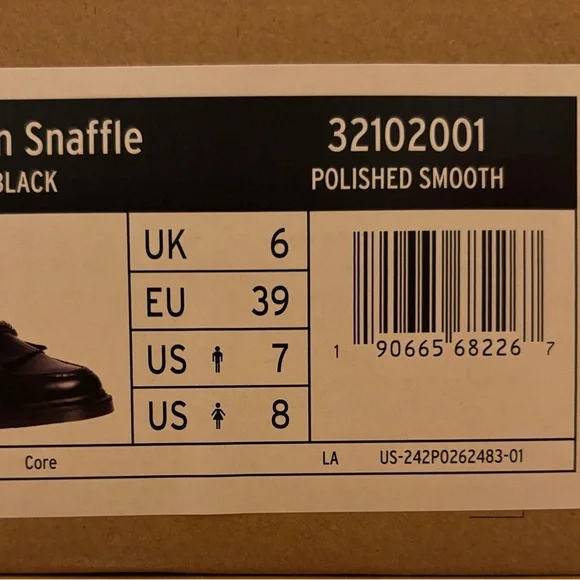 n Snaffle
BLACK
32102001
POLISHED SMOOTH
UK 6
EU 39
US 7
US 8
1 90665 68226 7
Core
LA US-242P0262483-01